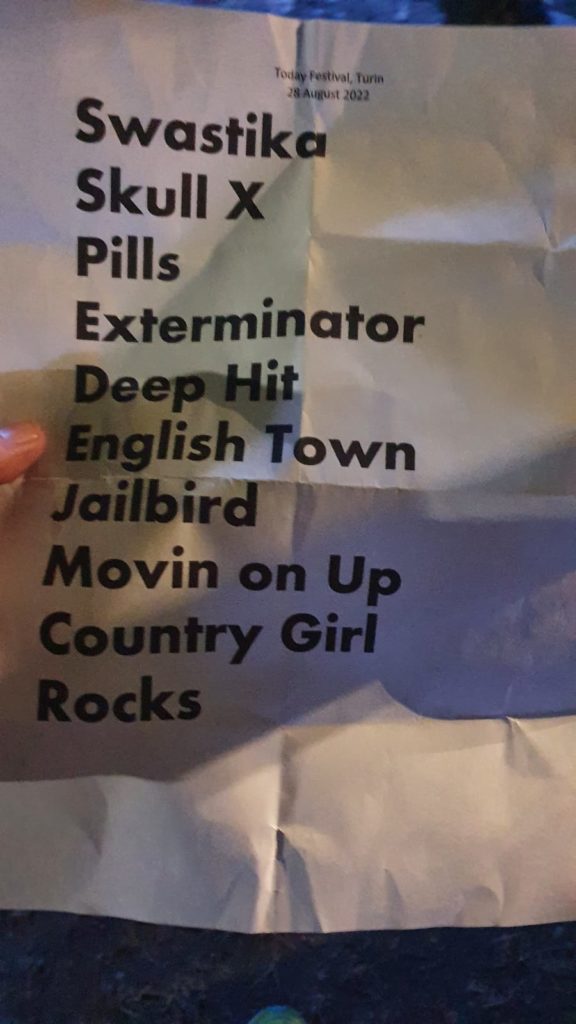 Today Festival, Turin
28 August 2022
Swastika
Skull X
Pills
Exterminator
Deep Hit
English Town
Jailbird
Movin on Up
Country Girl
Rocks